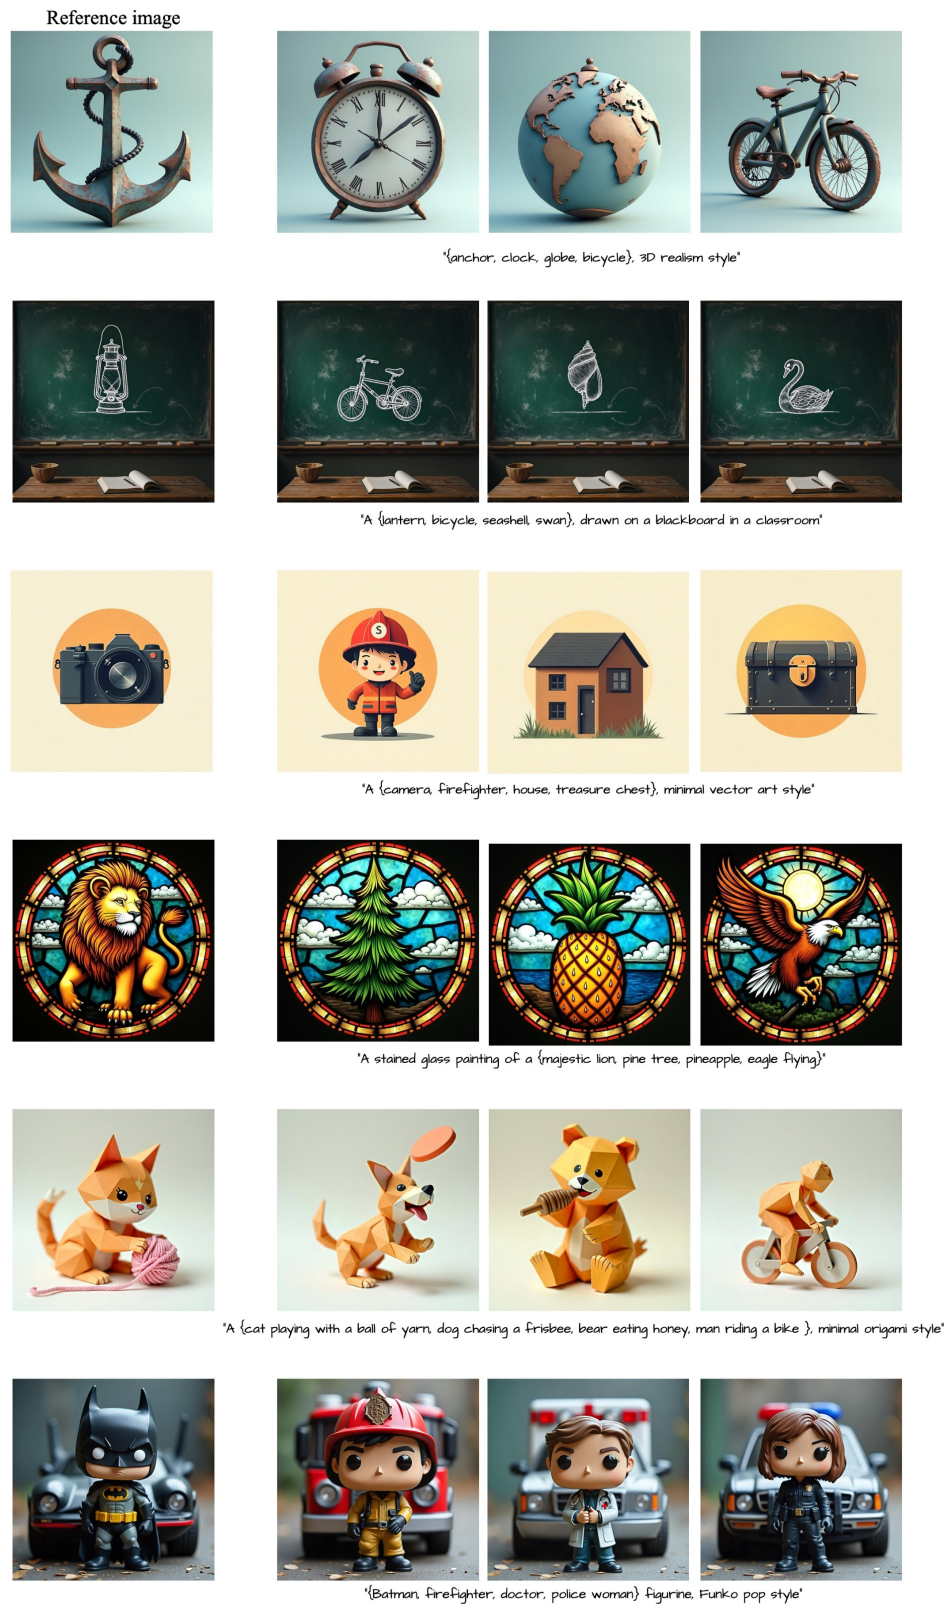 Reference image
"{anchor, clock, globe, bicycle}, 3D realism style"
"A {lantern, bicycle, seashell, swan}, drawn on a blackboard in a classroom"
S
"A {camera, firefighter, house, treasure chest}, minimal vector art style"
"A stained glass painting of a {majestic lion, pine tree, pineapple, eagle flying}"
"A {cat playing with a ball of yarn, dog chasing a frisbee, bear eating honey, man riding a bike }, minimal origami style"
"{Batman, firefighter, doctor, police woman} figurine, Funko pop style"